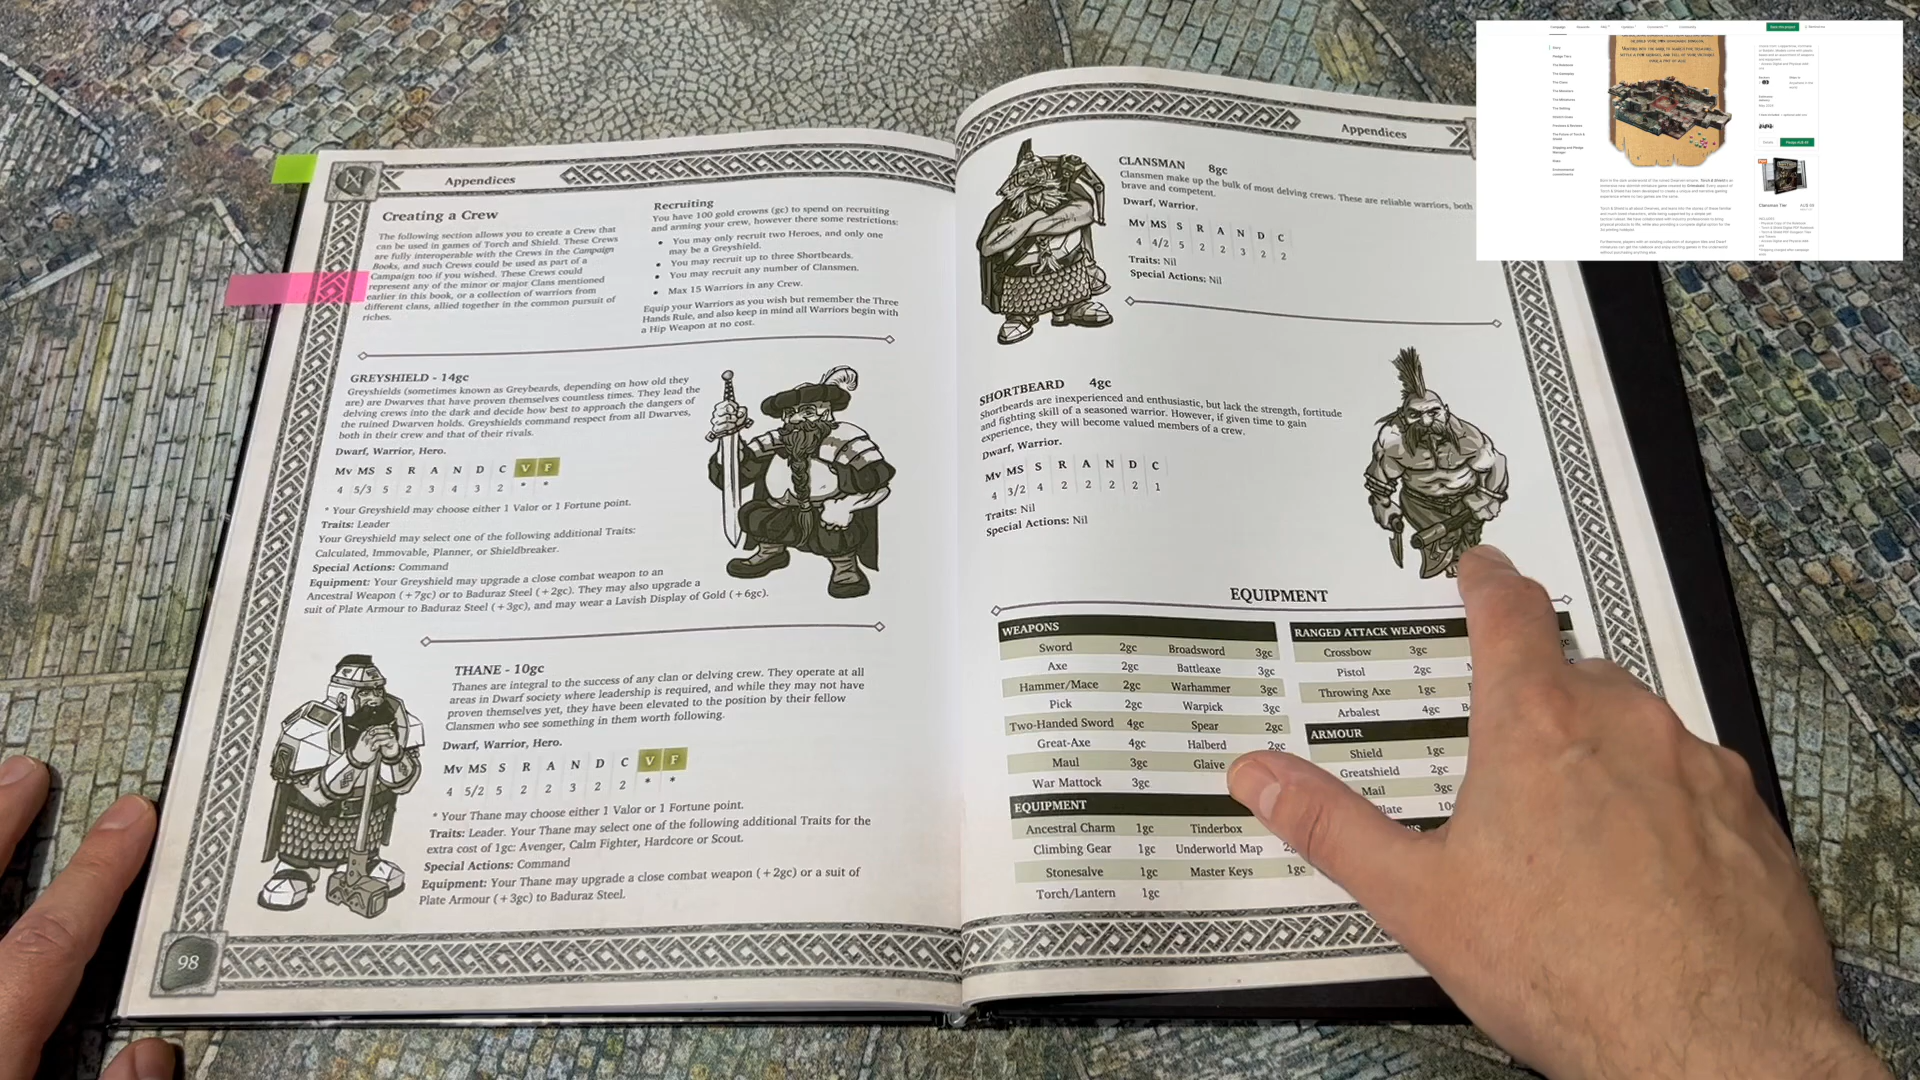 Appendices
Creating a Crew
The following section allows you to create a Crew that
can be used in games of Torch and Shield. These Crews
are fully interoperable with the Crews in the Campaign
Books, and such Crews could be used as part of a
Campaign too if you wished. These Crews could
represent any of the minor or major Clans mentioned
earlier in this book, or a collection of warriors from
different clans, allied together in the common pursuit of
riches.
Recruiting
You have 100 gold crowns (gc) to spend on recruiting
and arming your crew, however there some restrictions:
• You may only recruit two Heroes, and only one
may be a Greyshield.
• You may recruit up to three Shortbeards.
• You may recruit any number of Clansmen.
• Max 15 Warriors in any Crew.
Equip your Warriors as you wish but remember the Three
Hands Rule, and also keep in mind all Warriors begin with
a Hip Weapon at no cost.
GREYSHIELD - 14gc
Greyshields (sometimes known as Greybeards, depending on how old they
are) are Dwarves that have proven themselves countless times. They lead the
delving crews into the dark and decide how best to approach the dangers of
the ruined Dwarven holds. Greyshields command respect from all Dwarves,
both in their crew and that of their rivals.
Dwarf, Warrior, Hero.
Mv MS S R A N D C V F
4 5/3 5 2 3 4 3 2 * *
* Your Greyshield may choose either 1 Valor or 1 Fortune point.
Traits: Leader
Your Greyshield may select one of the following additional Traits:
Calculated, Immovable, Planner, or Shieldbreaker.
Special Actions: Command
Equipment: Your Greyshield may upgrade a close combat weapon to an
Ancestral Weapon (+7gc) or to Baduraz Steel (+2gc). They may also upgrade a
suit of Plate Armour to Baduraz Steel (+3gc), and may wear a Lavish Display of Gold (+6gc).
THANE - 10gc
Thanes are integral to the success of any clan or delving crew. They operate at all
areas in Dwarf society where leadership is required, and while they may not have
proven themselves yet, they have been elevated to the position by their fellow
Clansmen who see something in them worth following.
Dwarf, Warrior, Hero.
Mv MS S R A N D C V F
4 5/2 5 2 2 3 2 2 * *
* Your Thane may choose either 1 Valor or 1 Fortune point.
Traits: Leader. Your Thane may select one of the following additional Traits for the
extra cost of 1gc: Avenger, Calm Fighter, Hardcore or Scout.
Special Actions: Command
Equipment: Your Thane may upgrade a close combat weapon (+2gc) or a suit of
Plate Armour (+3gc) to Baduraz Steel.
98
Appendices
CLANSMAN 8gc
Clansmen make up the bulk of most delving crews. These are reliable warriors, both
brave and competent.
Dwarf, Warrior.
Mv MS S R A N D C
4 4/2 5 2 2 3 2 2
Traits: Nil
Special Actions: Nil
SHORTBEARD 4gc
Shortbeards are inexperienced and enthusiastic, but lack the strength, fortitude
and fighting skill of a seasoned warrior. However, if given time to gain
experience, they will become valued members of a crew.
Dwarf, Warrior.
Mv MS S R A N D C
4 3/2 4 2 2 2 2 1
Traits: Nil
Special Actions: Nil
EQUIPMENT
WEAPONS
Sword 2gc Broadsword 3gc
Axe 2gc Battleaxe 3gc
Hammer/Mace 2gc Warhammer 3gc
Pick 2gc Warpick 3gc
Two-Handed Sword 4gc Spear 2gc
Great-Axe 4gc Halberd 2gc
Maul 3gc Glaive
War Mattock 3gc
EQUIPMENT
Ancestral Charm 1gc Tinderbox
Climbing Gear 1gc Underworld Map
Stonesalve 1gc Master Keys 1gc
Torch/Lantern 1gc
RANGED ATTACK WEAPONS
Crossbow 3gc
Pistol 2gc
Throwing Axe 1gc
Arbalest 4gc
ARMOUR
Shield 1gc
Greatshield 2gc
Mail 3gc
Plate